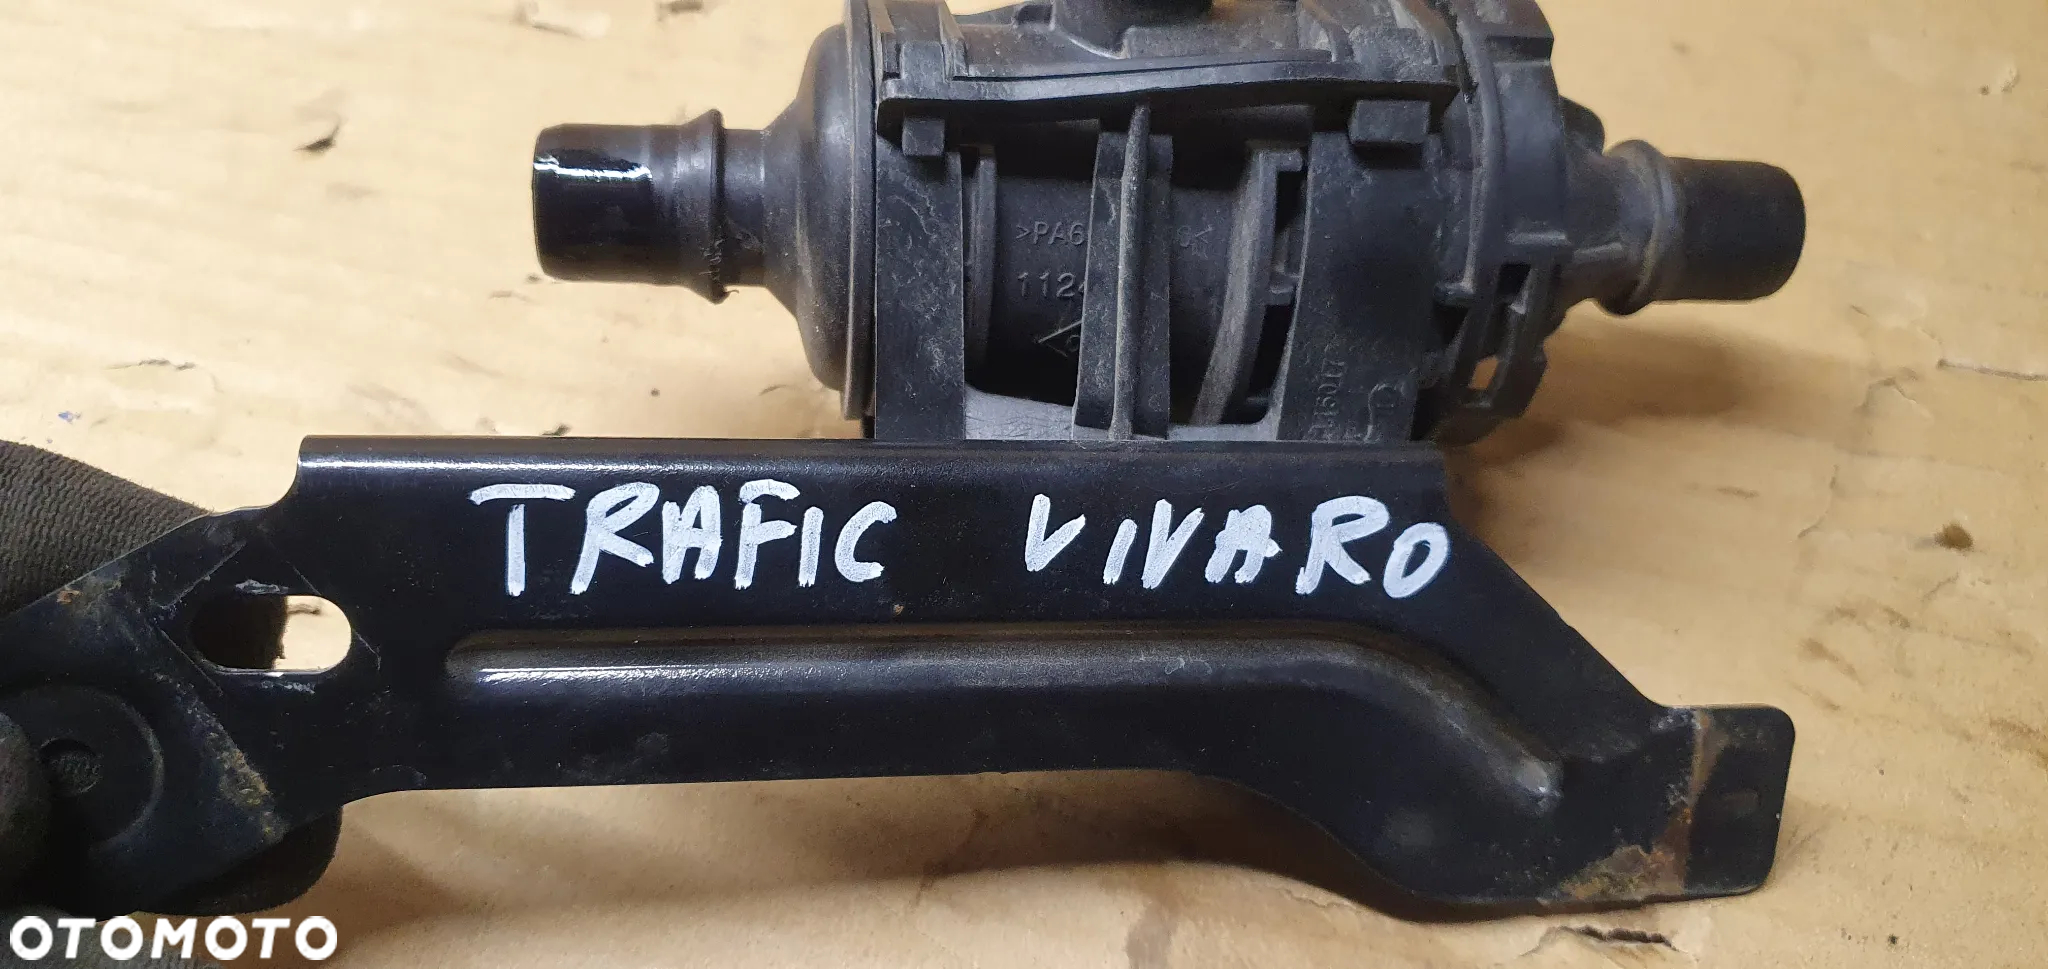 >PA6
112
TRAFIC VIVARO
OTOMOTO